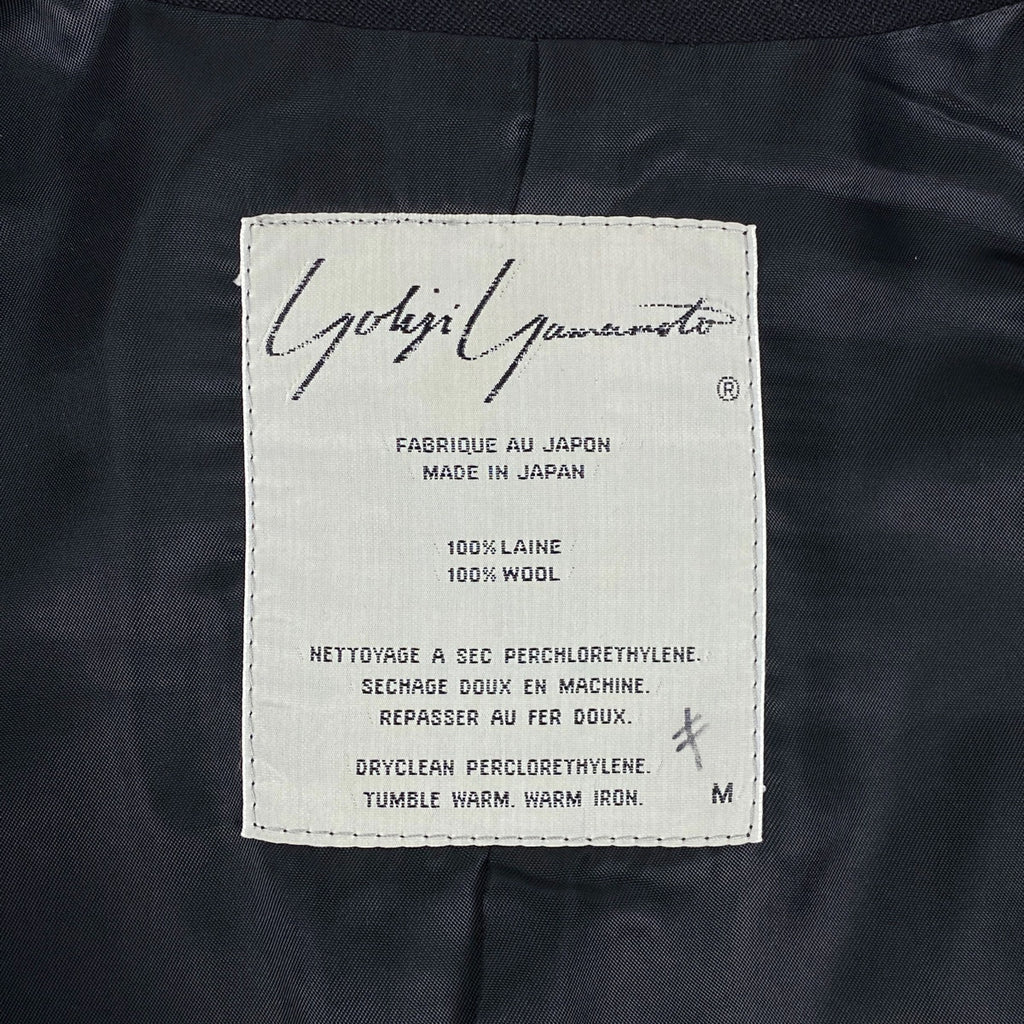 Yohji Yamamoto
®
FABRIQUE AU JAPON
MADE IN JAPAN
100% LAINE
100% WOOL
NETTOYAGE A SEC PERCHLORETHYLENE.
SECHAGE DOUX EN MACHINE.
REPASSER AU FER DOUX.
DRYCLEAN PERCLORETHYLENE.
TUMBLE WARM. WARM IRON.
M